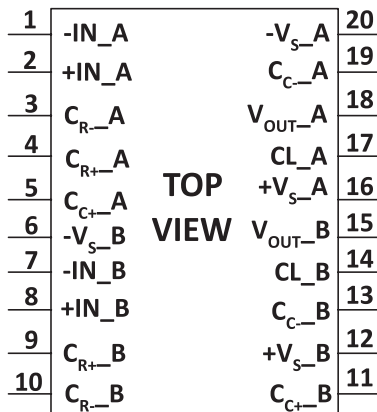 1 -IN_A -V_S_A 20
2 +IN_A C_C-_A 19
3 C_R-_A V_OUT_A 18
4 C_R+_A CL_A 17
5 C_C+_A +V_S_A 16
TOP
VIEW
6 -V_S_B V_OUT_B 15
7 -IN_B CL_B 14
8 +IN_B C_C-_B 13
9 C_R+_B +V_S_B 12
10 C_R-_B C_C+_B 11